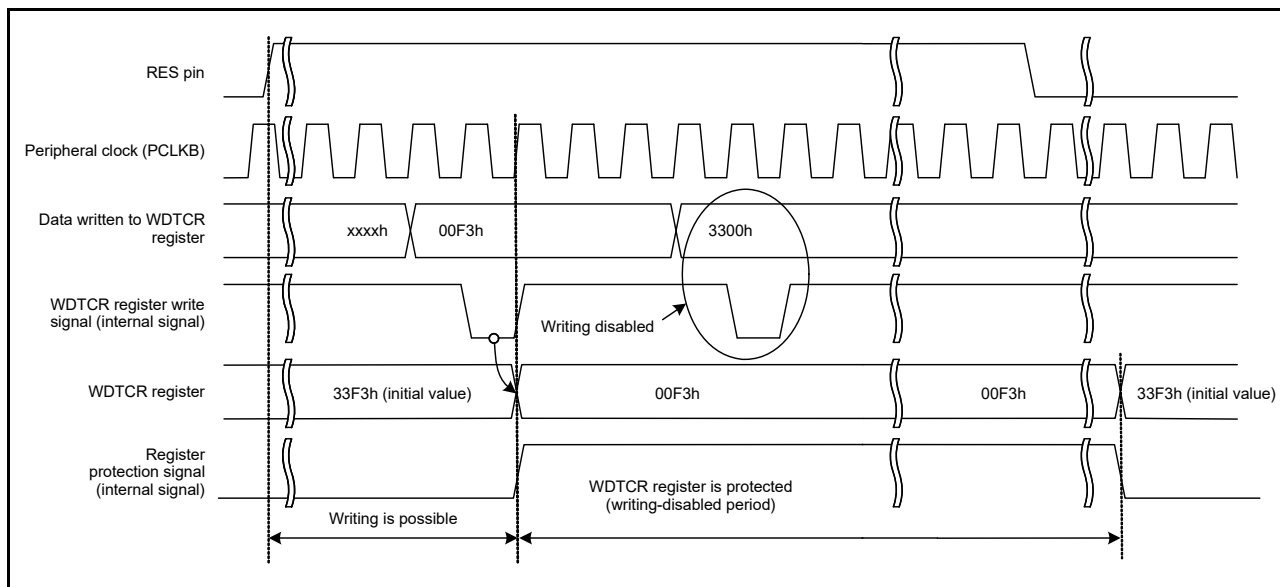 RES pin
Peripheral clock (PCLKB)
Data written to WDTCR
register
xxxxh
00F3h
3300h
WDTCR register write
signal (internal signal)
Writing disabled
WDTCR register
33F3h (initial value)
00F3h
00F3h
33F3h (initial value)
Register
protection signal
(internal signal)
WDTCR register is protected
(writing-disabled period)
Writing is possible